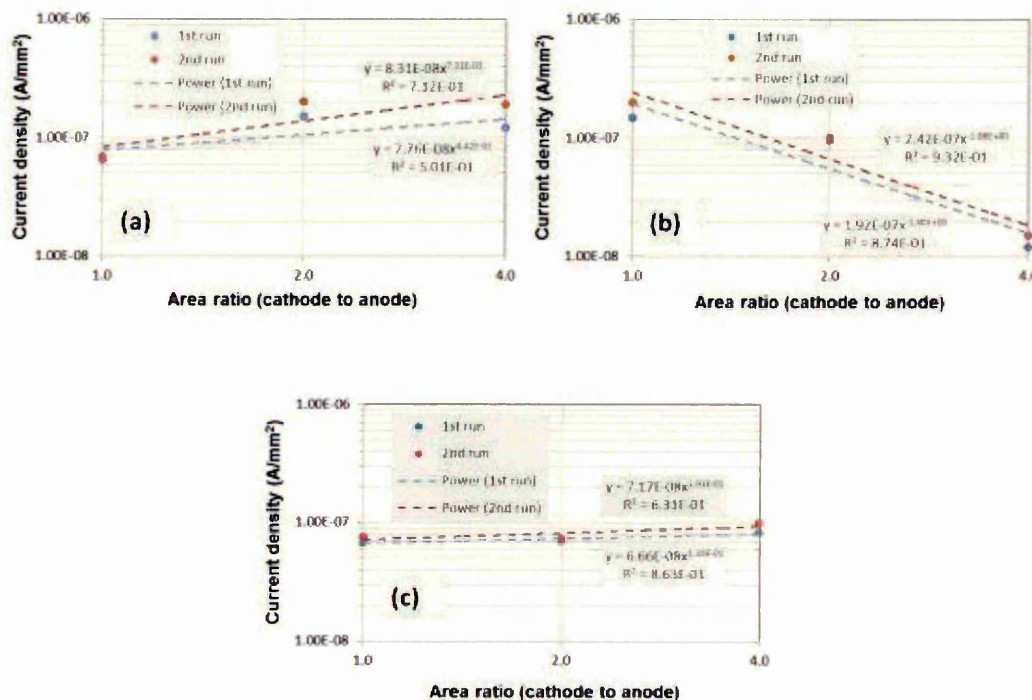 1.00E-06
1.00E-07
1.00E-08
Current density (A/mm²)
1st run
2nd run
Power (1st run)
Power (2nd run)
R² = 7.32E-01
R² = 5.01E-01
(a)
1.0
2.0
4.0
Area ratio (cathode to anode)
1.00E-06
1.00E-07
1.00E-08
Current density (A/mm²)
1st run
2nd run
Power (1st run)
Power (2nd run)
R² = 9.32E-01
R² = 8.74E-01
(b)
1.0
2.0
4.0
Area ratio (cathode to anode)
1.00E-06
1.00E-07
1.00E-08
Current density (A/mm²)
1st run
2nd run
Power (1st run)
Power (2nd run)
R² = 6.31E-01
R² = 8.63E-01
(c)
1.0
2.0
4.0
Area ratio (cathode to anode)